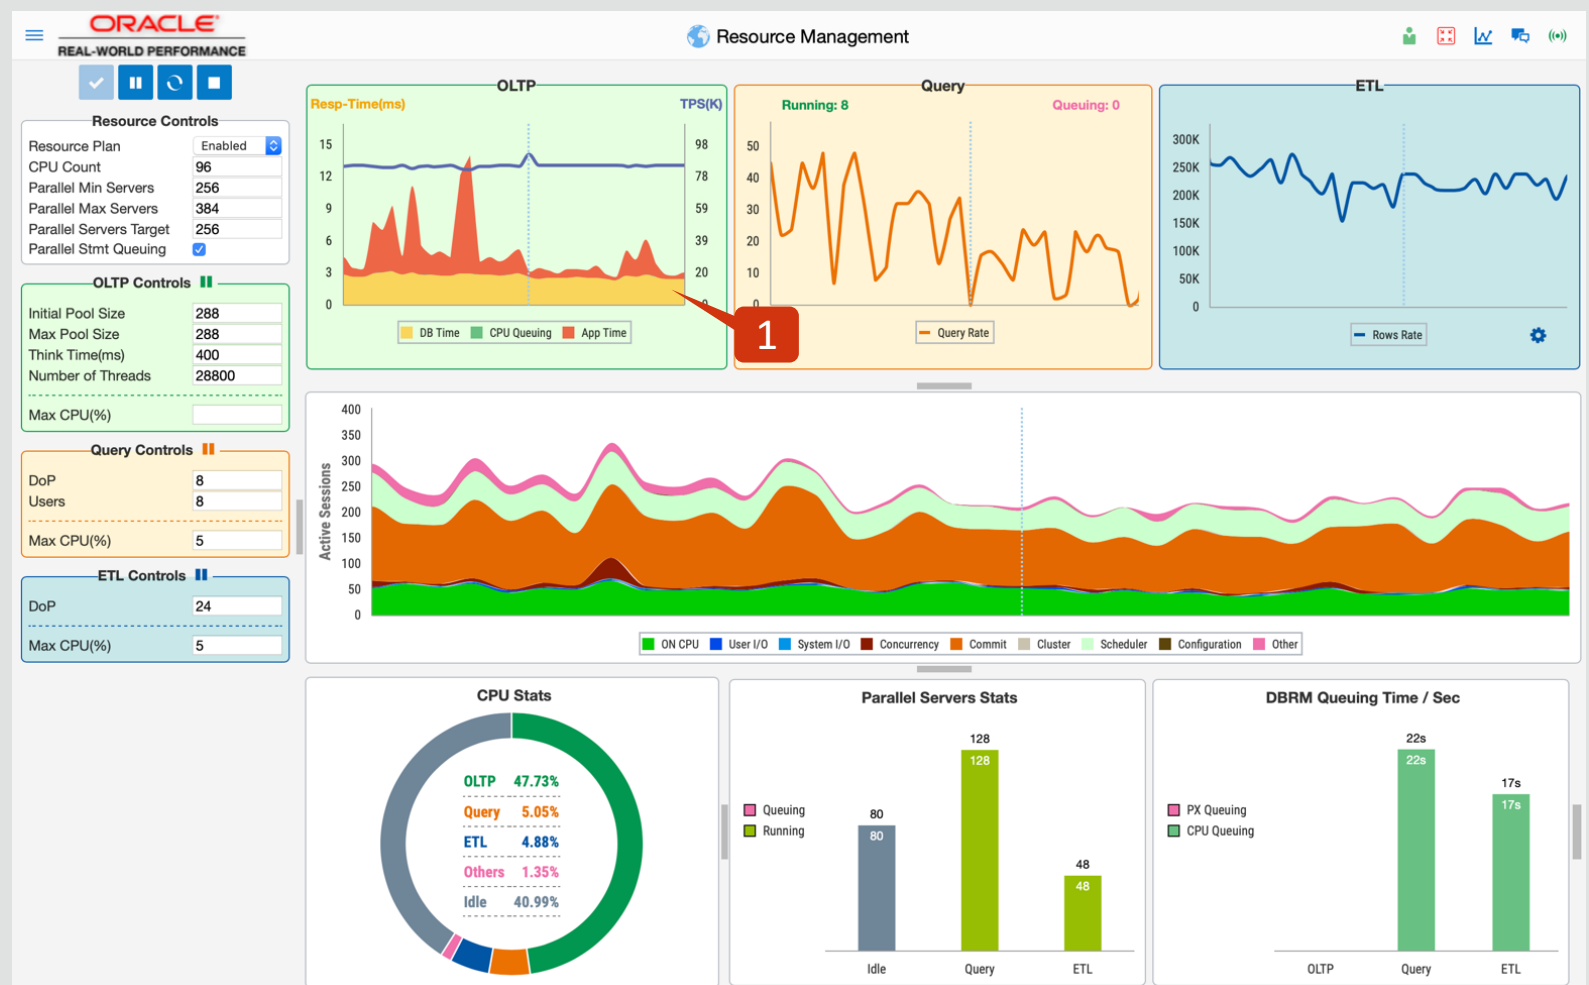 ORACLE
REAL-WORLD PERFORMANCE
Resource Management
Resource Controls
Resource Plan Enabled
CPU Count 96
Parallel Min Servers 256
Parallel Max Servers 384
Parallel Servers Target 256
Parallel Stmt Queuing
OLTP Controls
Initial Pool Size 288
Max Pool Size 288
Think Time(ms) 400
Number of Threads 28800
Max CPU(%)
Query Controls
DoP 8
Users 8
Max CPU(%) 5
ETL Controls
DoP 24
Max CPU(%) 5
OLTP
Resp-Time(ms) TPS(K)
15 98
12 78
9 59
6 39
3 20
0 0
DB Time CPU Queuing App Time
1
Query
Running: 8 Queuing: 0
50
40
30
20
10
0
Query Rate
ETL
300K
250K
200K
150K
100K
50K
0
Rows Rate
Active Sessions
400
350
300
250
200
150
100
50
0
ON CPU User I/O System I/O Concurrency Commit Cluster Scheduler Configuration Other
CPU Stats
OLTP 47.73%
Query 5.05%
ETL 4.88%
Others 1.35%
Idle 40.99%
Parallel Servers Stats
Queuing
Running
80
80
128
128
48
48
Idle Query ETL
DBRM Queuing Time / Sec
PX Queuing
CPU Queuing
22s
22s
17s
17s
OLTP Query ETL